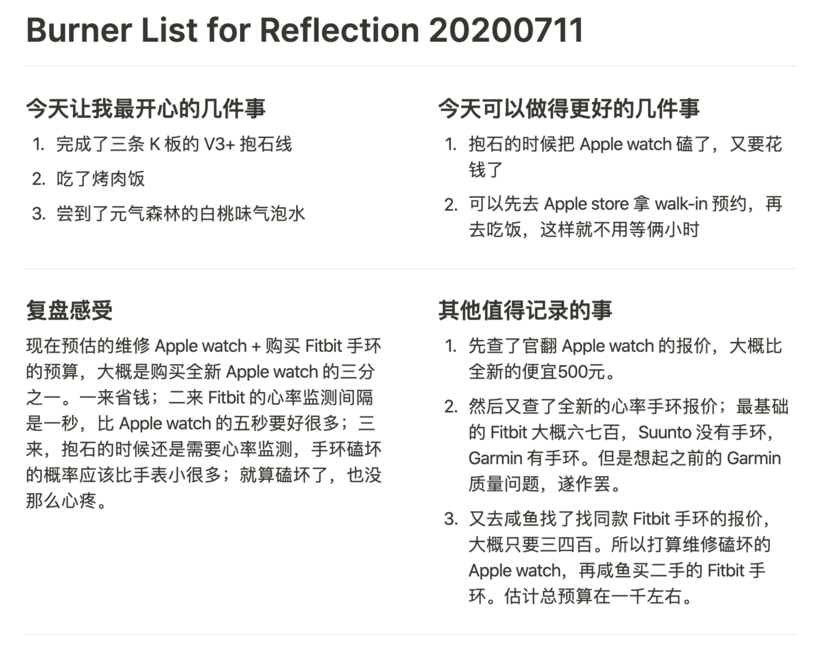 Burner List for Reflection 20200711
今天让我最开心的几件事
1. 完成了三条 K 板的 V3+ 抱石线
2. 吃了烤肉饭
3. 尝到了元气森林的白桃味气泡水
今天可以做得更好的几件事
1. 抱石的时候把 Apple watch 磕了，又要花
钱了
2. 可以先去 Apple store 拿 walk-in 预约，再
去吃饭，这样就不用等俩小时
复盘感受
现在预估的维修 Apple watch + 购买 Fitbit 手环
的预算，大概是购买全新 Apple watch 的三分
之一。一来省钱；二来 Fitbit 的心率监测间隔
是一秒，比 Apple watch 的五秒要好很多；三
来，抱石的时候还是需要心率监测，手环磕坏
的概率应该比手表小很多；就算磕坏了，也没
那么心疼。
其他值得记录的事
1. 先查了官翻 Apple watch 的报价，大概比
全新的便宜500元。
2. 然后又查了全新的心率手环报价；最基础
的 Fitbit 大概六七百，Suunto 没有手环，
Garmin 有手环。但是想起之前的 Garmin
质量问题，遂作罢。
3. 又去咸鱼找了找同款 Fitbit 手环的报价，
大概只要三四百。所以打算维修磕坏的
Apple watch，再咸鱼买二手的 Fitbit 手
环。估计总预算在一千左右。